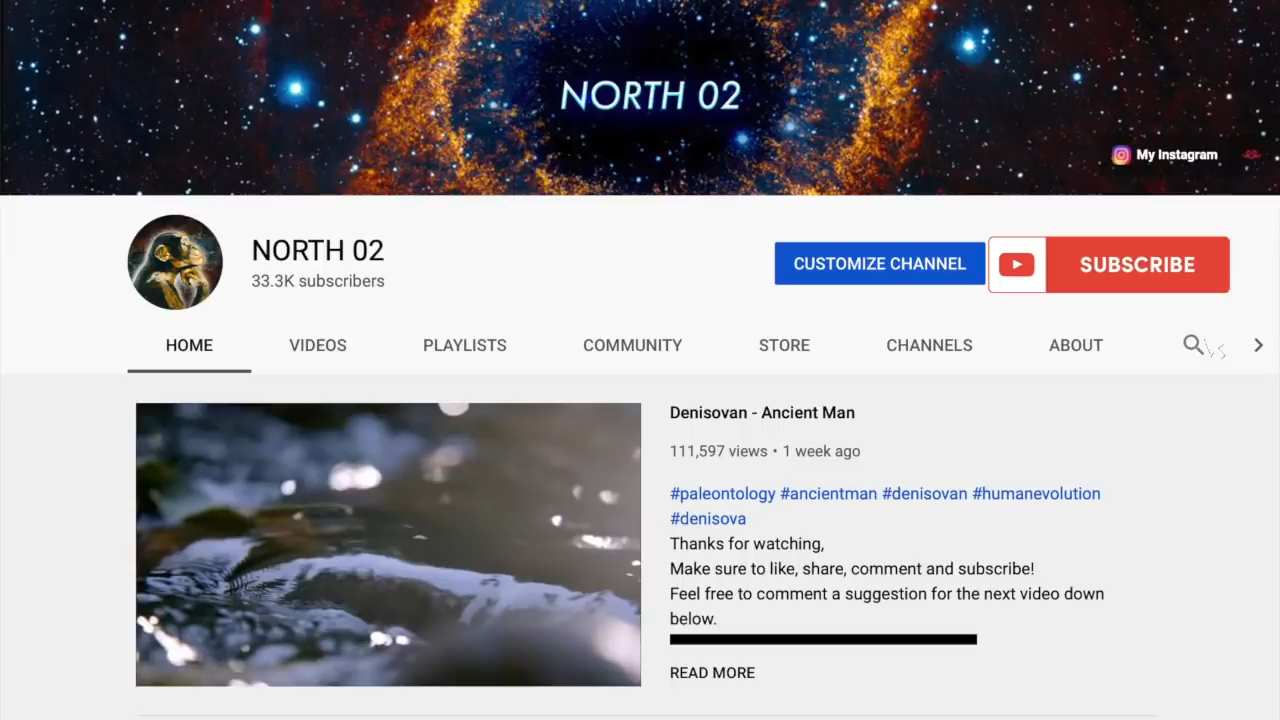 NORTH 02
My Instagram
NORTH 02
33.3K subscribers
CUSTOMIZE CHANNEL
SUBSCRIBE
HOME
VIDEOS
PLAYLISTS
COMMUNITY
STORE
CHANNELS
ABOUT
Denisovan - Ancient Man
111,597 views • 1 week ago
#paleontology #ancientman #denisovan #humanevolution
#denisova
Thanks for watching,
Make sure to like, share, comment and subscribe!
Feel free to comment a suggestion for the next video down
below.
READ MORE